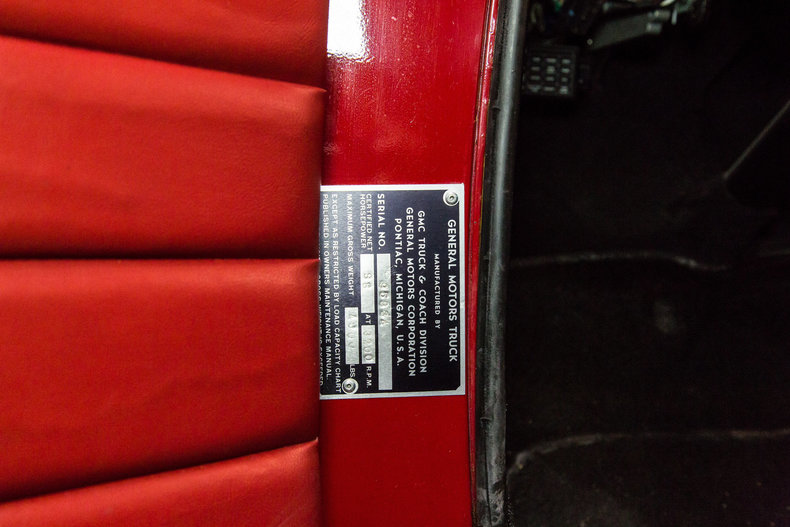 GENERAL MOTORS TRUCK
MANUFACTURED BY
GMC TRUCK & COACH DIVISION
GENERAL MOTORS CORPORATION
PONTIAC, MICHIGAN, U.S.A.
SERIAL NO.
CERTIFIED NET
HORSEPOWER AT R.P.M.
MAXIMUM GROSS WEIGHT LBS.
EXCEPT AS RESTRICTED BY LOAD CAPACITY CHART
PUBLISHED IN OWNERS MAINTENANCE MANUAL.